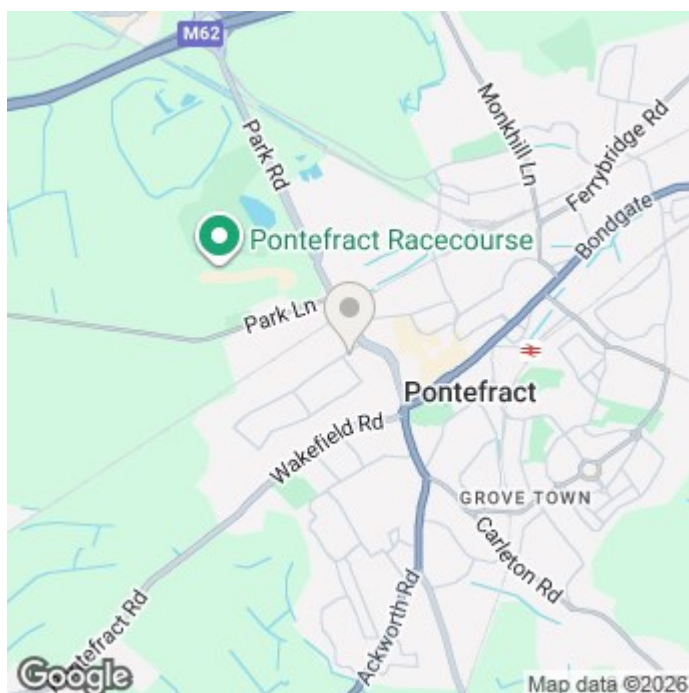 M62
Park Rd
Monkhill Ln
Ferrybridge Rd
Bondgate
Pontefract Racecourse
Park Ln
Pontefract
Wakefield Rd
GROVE TOWN
Carleton Rd
Ackworth Rd
Pontefract Rd
Google
Map data ©2026